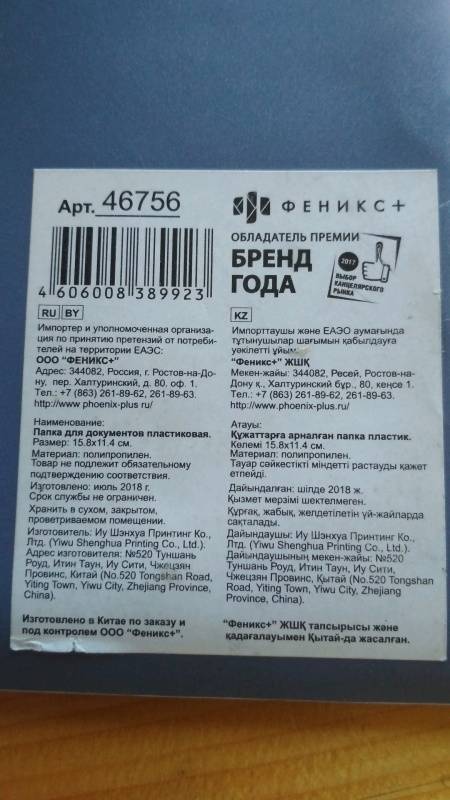 Арт. 46756
ФЕНИКС+
4 606008 389923
ОБЛАДАТЕЛЬ ПРЕМИИ
БРЕНД
ГОДА
2017
ВЫБОР
КАНЦЕЛЯРСКОГО
РЫНКА
RU BY
Импортер и уполномоченная организа-
ция по принятию претензий от потреби-
телей на территории ЕАЭС:
ООО "ФЕНИКС+"
Адрес: 344082, Россия, г. Ростов-на-До-
ну, пер. Халтуринский, д. 80, оф. 1.
Тел.: +7 (863) 261-89-62, 261-89-63.
http://www.phoenix-plus.ru/
Наименование:
Папка для документов пластиковая.
Размер: 15.8x11.4 см.
Материал: полипропилен.
Товар не подлежит обязательному
подтверждению соответствия.
Изготовлено: июль 2018 г.
Срок службы не ограничен.
Хранить в сухом, закрытом,
проветриваемом помещении.
Изготовитель: Иу Шэнхуа Принтинг Ко.,
Лтд. (Yiwu Shenghua Printing Co., Ltd.).
Адрес изготовителя: №520 Туншань
Роуд, Итин Таун, Иу Сити, Чжецзян
Провинс, Китай (No.520 Tongshan Road,
Yiting Town, Yiwu City, Zhejiang Province,
China).
Изготовлено в Китае по заказу и
под контролем ООО "Феникс+".
KZ
Импорттаушы және ЕАЭО аумағында
тұтынушылар шағымын қабылдауға
уәкілетті ұйым:
"Феникс+" ЖШҚ
Мекен-жайы: 344082, Ресей, Ростов-на-
Дону қ., Халтуринский бұр., 80, кеңсе 1.
Тел.: +7 (863) 261-89-62, 261-89-63.
http://www.phoenix-plus.ru/
Атауы:
Құжаттарға арналған папка пластик.
Көлемі 15.8x11.4 см.
Материал: полипропилен.
Тауар сәйкестікті міндетті растауды қажет
етпейді.
Дайындалған: шілде 2018 ж.
Қызмет мерзімі шектелмеген.
Құрғақ, жабық, желдетілетін үй-жайларда
сақталады.
Дайындаушы: Иу Шэнхуа Принтинг Ко.,
Лтд. (Yiwu Shenghua Printing Co., Ltd.).
Дайындаушының мекен-жайы: №520
Туншань Роуд, Итин Таун, Иу Сити,
Чжецзян Провинс, Қытай (No.520
Tongshan Road, Yiting Town, Yiwu City,
Zhejiang Province, China).
"Феникс+" ЖШҚ тапсырысы және
қадағалауымен Қытай-да жасалған.